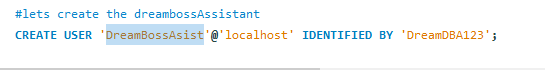 #lets create the dreambossAssistant
CREATE USER 'DreamBossAsist'@'localhost' IDENTIFIED BY 'DreamDBA123';